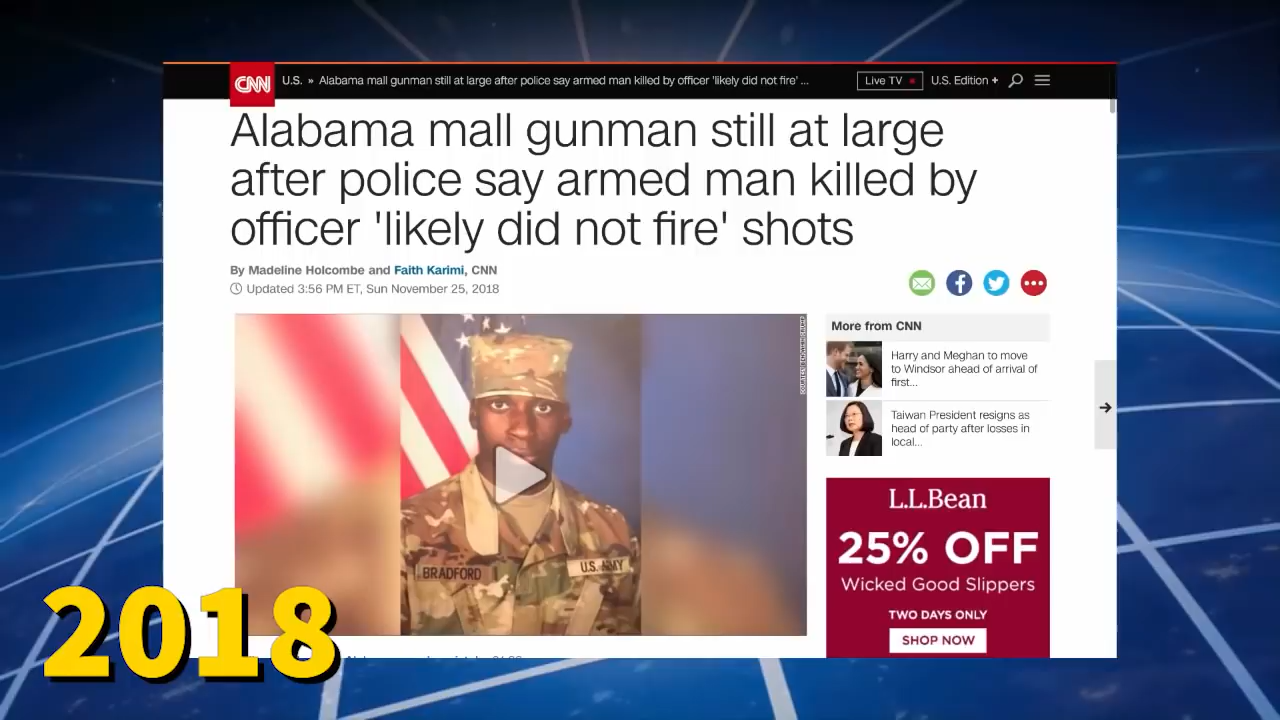 CNN
U.S. » Alabama mall gunman still at large after police say armed man killed by officer 'likely did not fire' ...
Live TV
U.S. Edition +
Alabama mall gunman still at large
after police say armed man killed by
officer 'likely did not fire' shots
By Madeline Holcombe and Faith Karimi, CNN
Updated 3:56 PM ET, Sun November 25, 2018
More from CNN
Harry and Meghan to move
to Windsor ahead of arrival of
first...
Taiwan President resigns as
head of party after losses in
local...
BRADFORD
U.S. ARMY
L.L.Bean
25% OFF
Wicked Good Slippers
TWO DAYS ONLY
SHOP NOW
2018